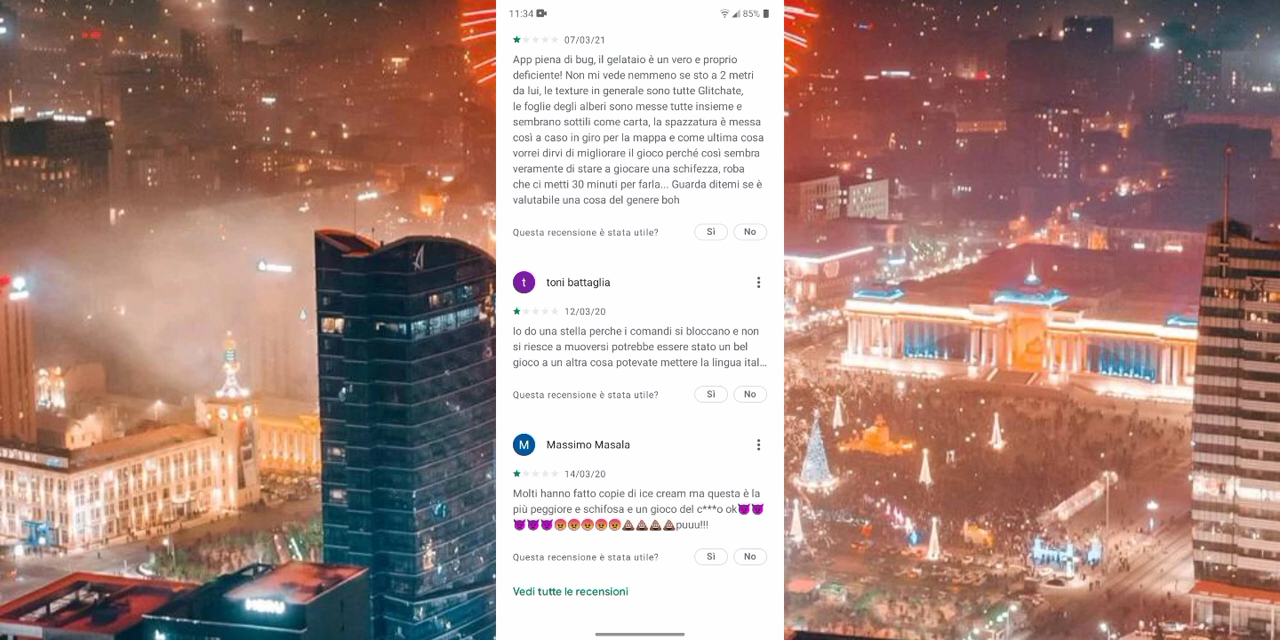 11:34
85%
07/03/21
App piena di bug, il gelataio è un vero e proprio
deficiente! Non mi vede nemmeno se sto a 2 metri
da lui, le texture in generale sono tutte Glitchate,
le foglie degli alberi sono messe tutte insieme e
sembrano sottili come carta, la spazzatura è messa
così a caso in giro per la mappa e come ultima cosa
vorrei dirvi di migliorare il gioco perché così sembra
veramente di stare a giocare una schifezza, roba
che ci metti 30 minuti per farla... Guarda ditemi se è
valutabile una cosa del genere boh
Questa recensione è stata utile? Sì No
t toni battaglia
12/03/20
Io do una stella perche i comandi si bloccano e non
si riesce a muoversi potrebbe essere stato un bel
gioco a un altra cosa potevate mettere la lingua ital...
Questa recensione è stata utile? Sì No
M Massimo Masala
14/03/20
Molti hanno fatto copie di ice cream ma questa è la
più peggiore e schifosa e un gioco del c***o ok😈😈
😈😈😈😡😡😡😡😡💩💩💩💩puuu!!!
Questa recensione è stata utile? Sì No
Vedi tutte le recensioni